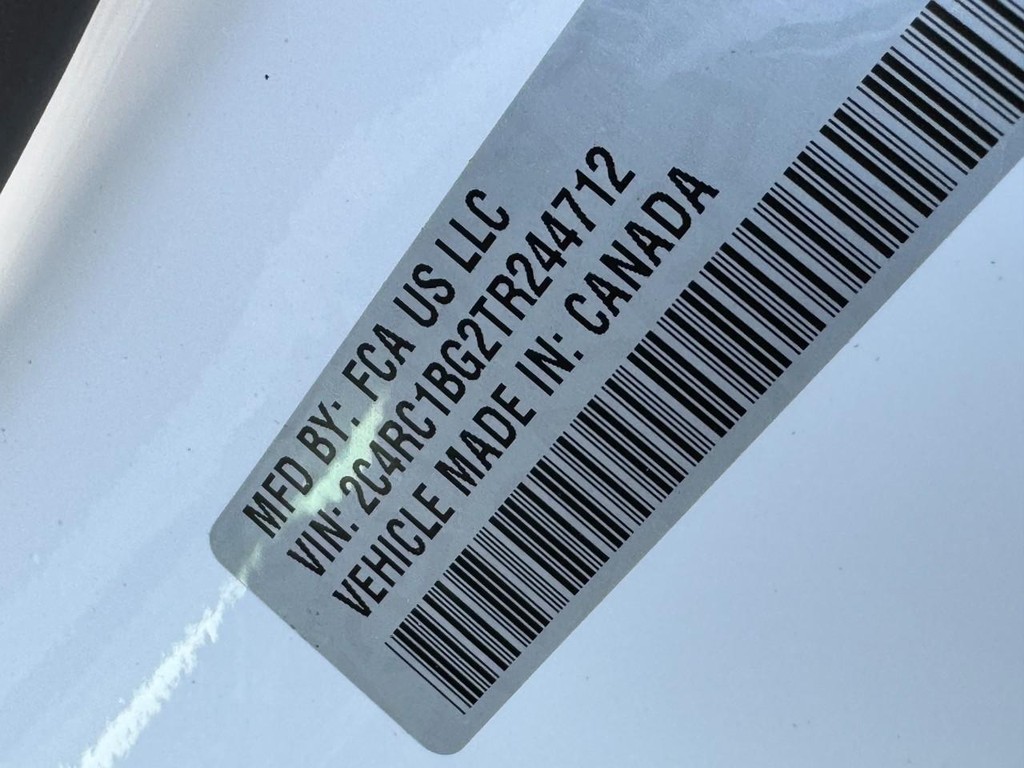 MFD BY: FCA US LLC
VIN: 2C4RC1BG2TR244712
VEHICLE MADE IN: CANADA